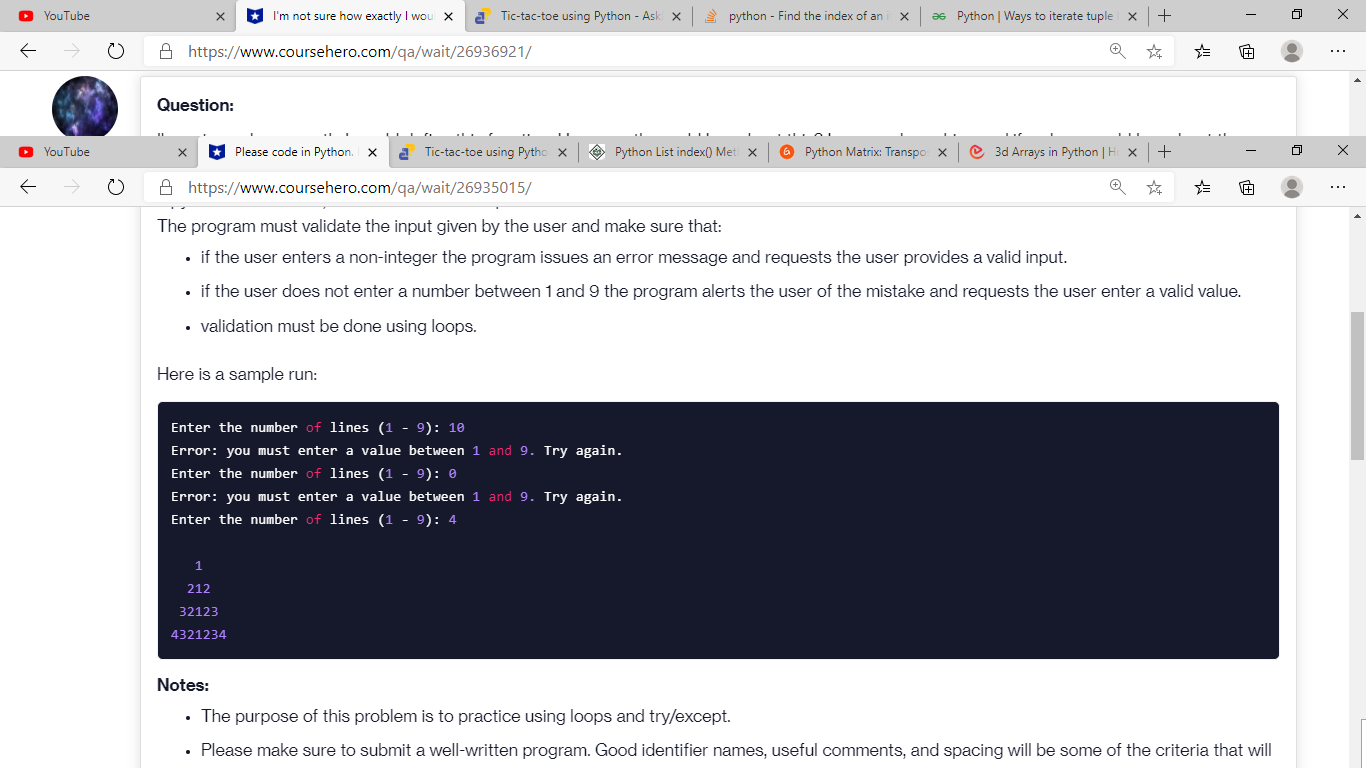 YouTube
I'm not sure how exactly I wou
Tic-tac-toe using Python - Ask
python - Find the index of an i
Python | Ways to iterate tuple
https://www.coursehero.com/qa/wait/26936921/
Question:
YouTube
Please code in Python.
Tic-tac-toe using Pytho
Python List index() Met
Python Matrix: Transpo
3d Arrays in Python | H
https://www.coursehero.com/qa/wait/26935015/
The program must validate the input given by the user and make sure that:
• if the user enters a non-integer the program issues an error message and requests the user provides a valid input.
• if the user does not enter a number between 1 and 9 the program alerts the user of the mistake and requests the user enter a valid value.
• validation must be done using loops.
Here is a sample run:
Enter the number of lines (1 - 9): 10
Error: you must enter a value between 1 and 9. Try again.
Enter the number of lines (1 - 9): 0
Error: you must enter a value between 1 and 9. Try again.
Enter the number of lines (1 - 9): 4
   1
  212
 32123
4321234
Notes:
• The purpose of this problem is to practice using loops and try/except.
• Please make sure to submit a well-written program. Good identifier names, useful comments, and spacing will be some of the criteria that will